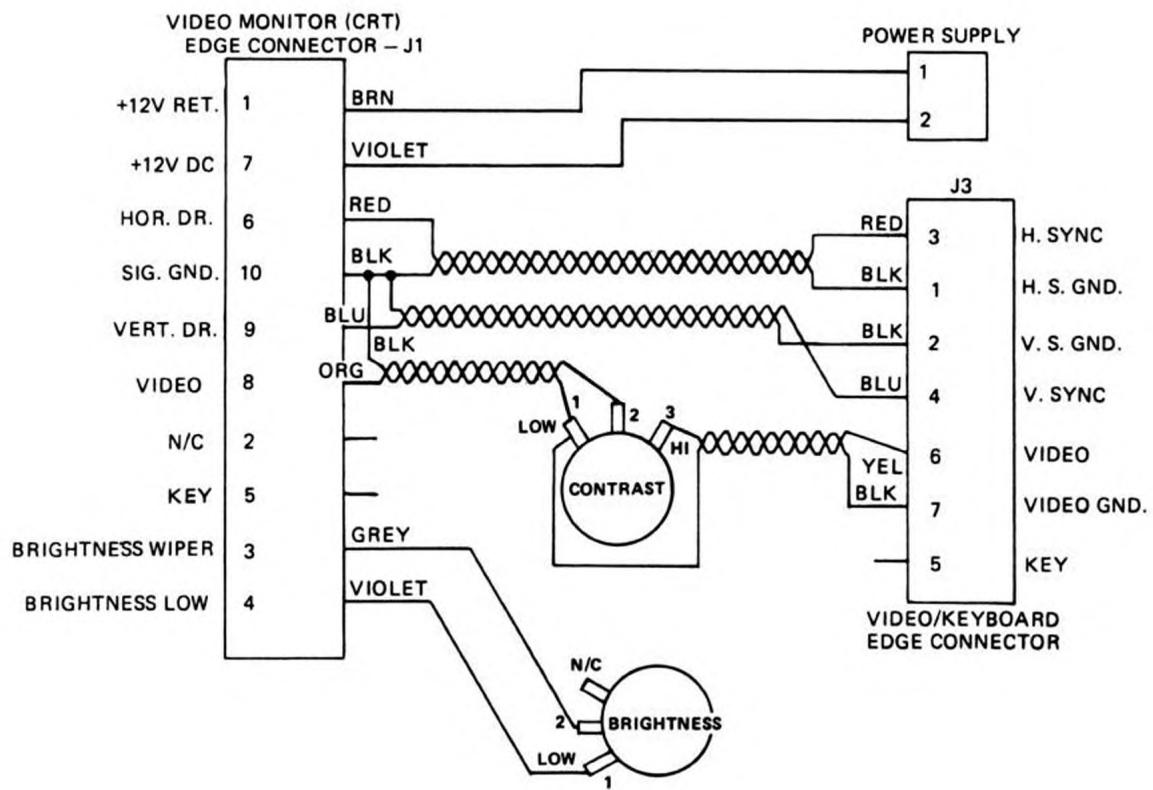 VIDEO MONITOR (CRT)
EDGE CONNECTOR – J1
POWER SUPPLY
+12V RET. 1 BRN
1
2
+12V DC 7 VIOLET
J3
HOR. DR. 6 RED
RED 3 H. SYNC
SIG. GND. 10 BLK
BLK 1 H. S. GND.
VERT. DR. 9 BLU
BLK
BLK 2 V. S. GND.
VIDEO 8 ORG
BLU 4 V. SYNC
1
LOW
2
3
HI
CONTRAST
N/C 2
YEL 6 VIDEO
KEY 5
BLK 7 VIDEO GND.
BRIGHTNESS WIPER 3 GREY
5 KEY
BRIGHTNESS LOW 4 VIOLET
VIDEO/KEYBOARD
EDGE CONNECTOR
N/C
2
BRIGHTNESS
LOW
1